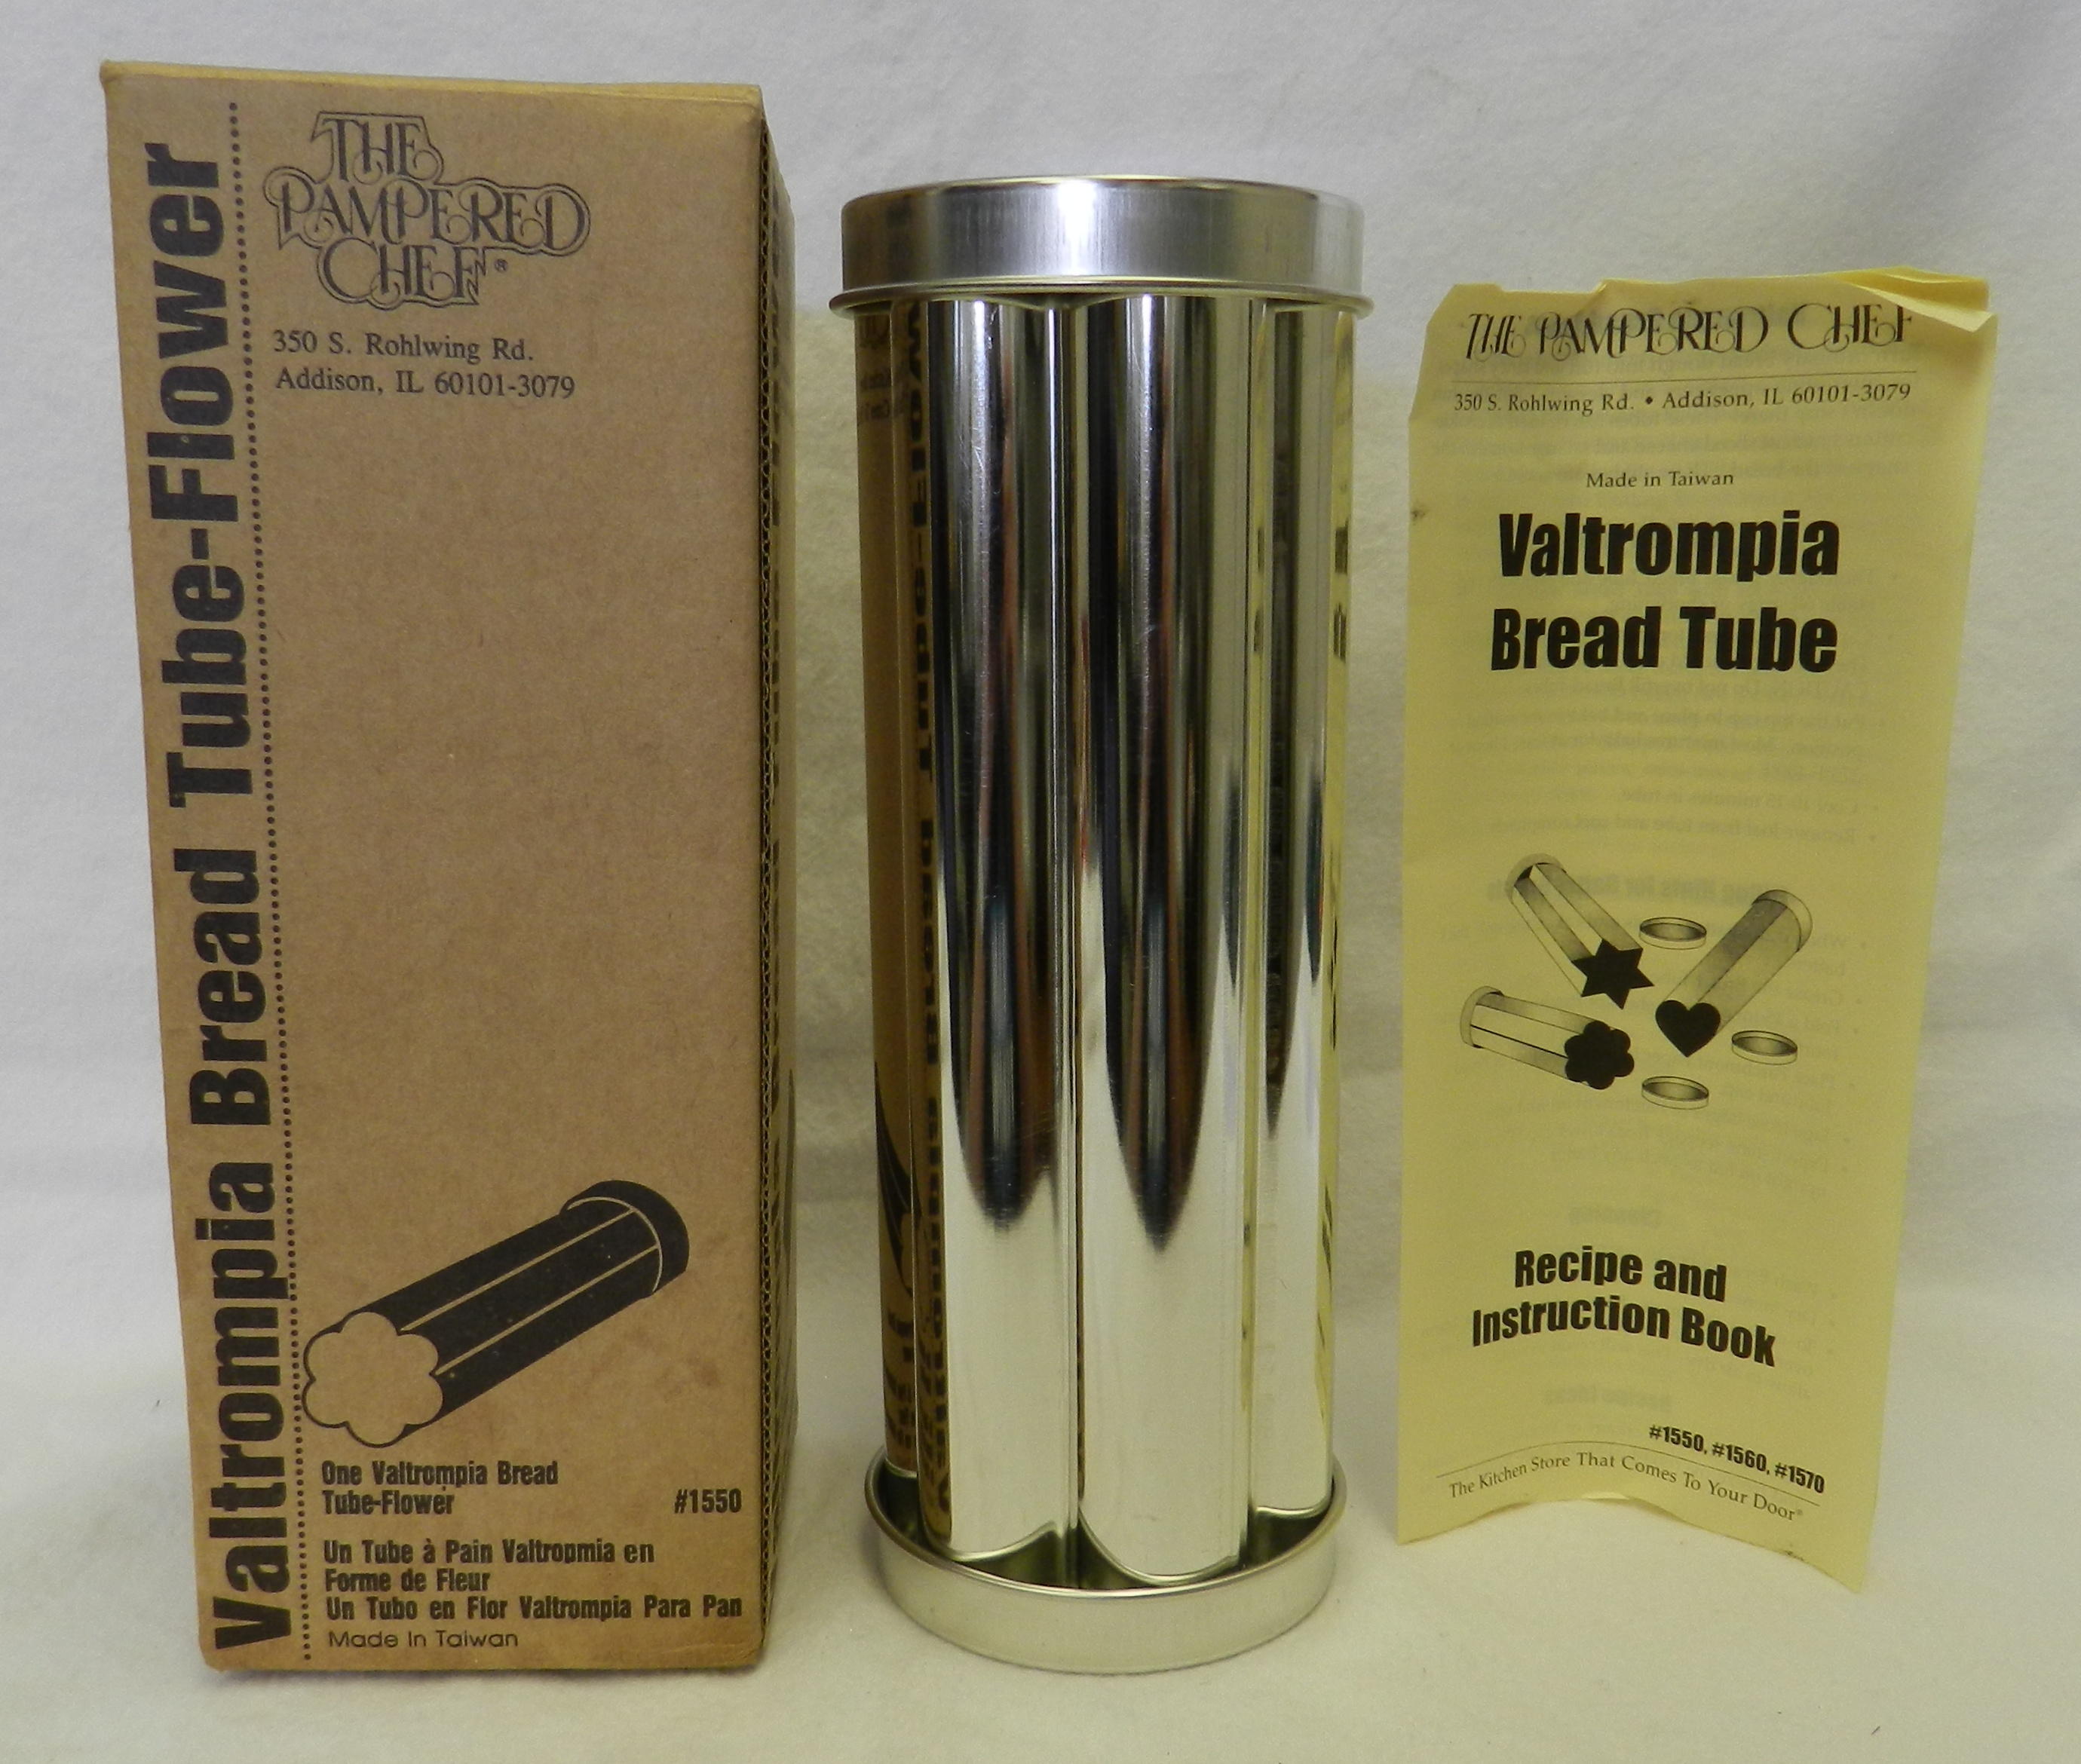 Valtrompia Bread Tube-Flower
THE
PAMPERED
CHEF®
350 S. Rohlwing Rd.
Addison, IL 60101-3079
One Valtrompia Bread
Tube-Flower #1550
Un Tube à Pain Valtropmia en
Forme de Fleur
Un Tubo en Flor Valtrompia Para Pan
Made In Taiwan
THE PAMPERED CHEF
350 S. Rohlwing Rd. • Addison, IL 60101-3079
Made in Taiwan
Valtrompia
Bread Tube
Recipe and
Instruction Book
#1550, #1560, #1570
The Kitchen Store That Comes To Your Door®